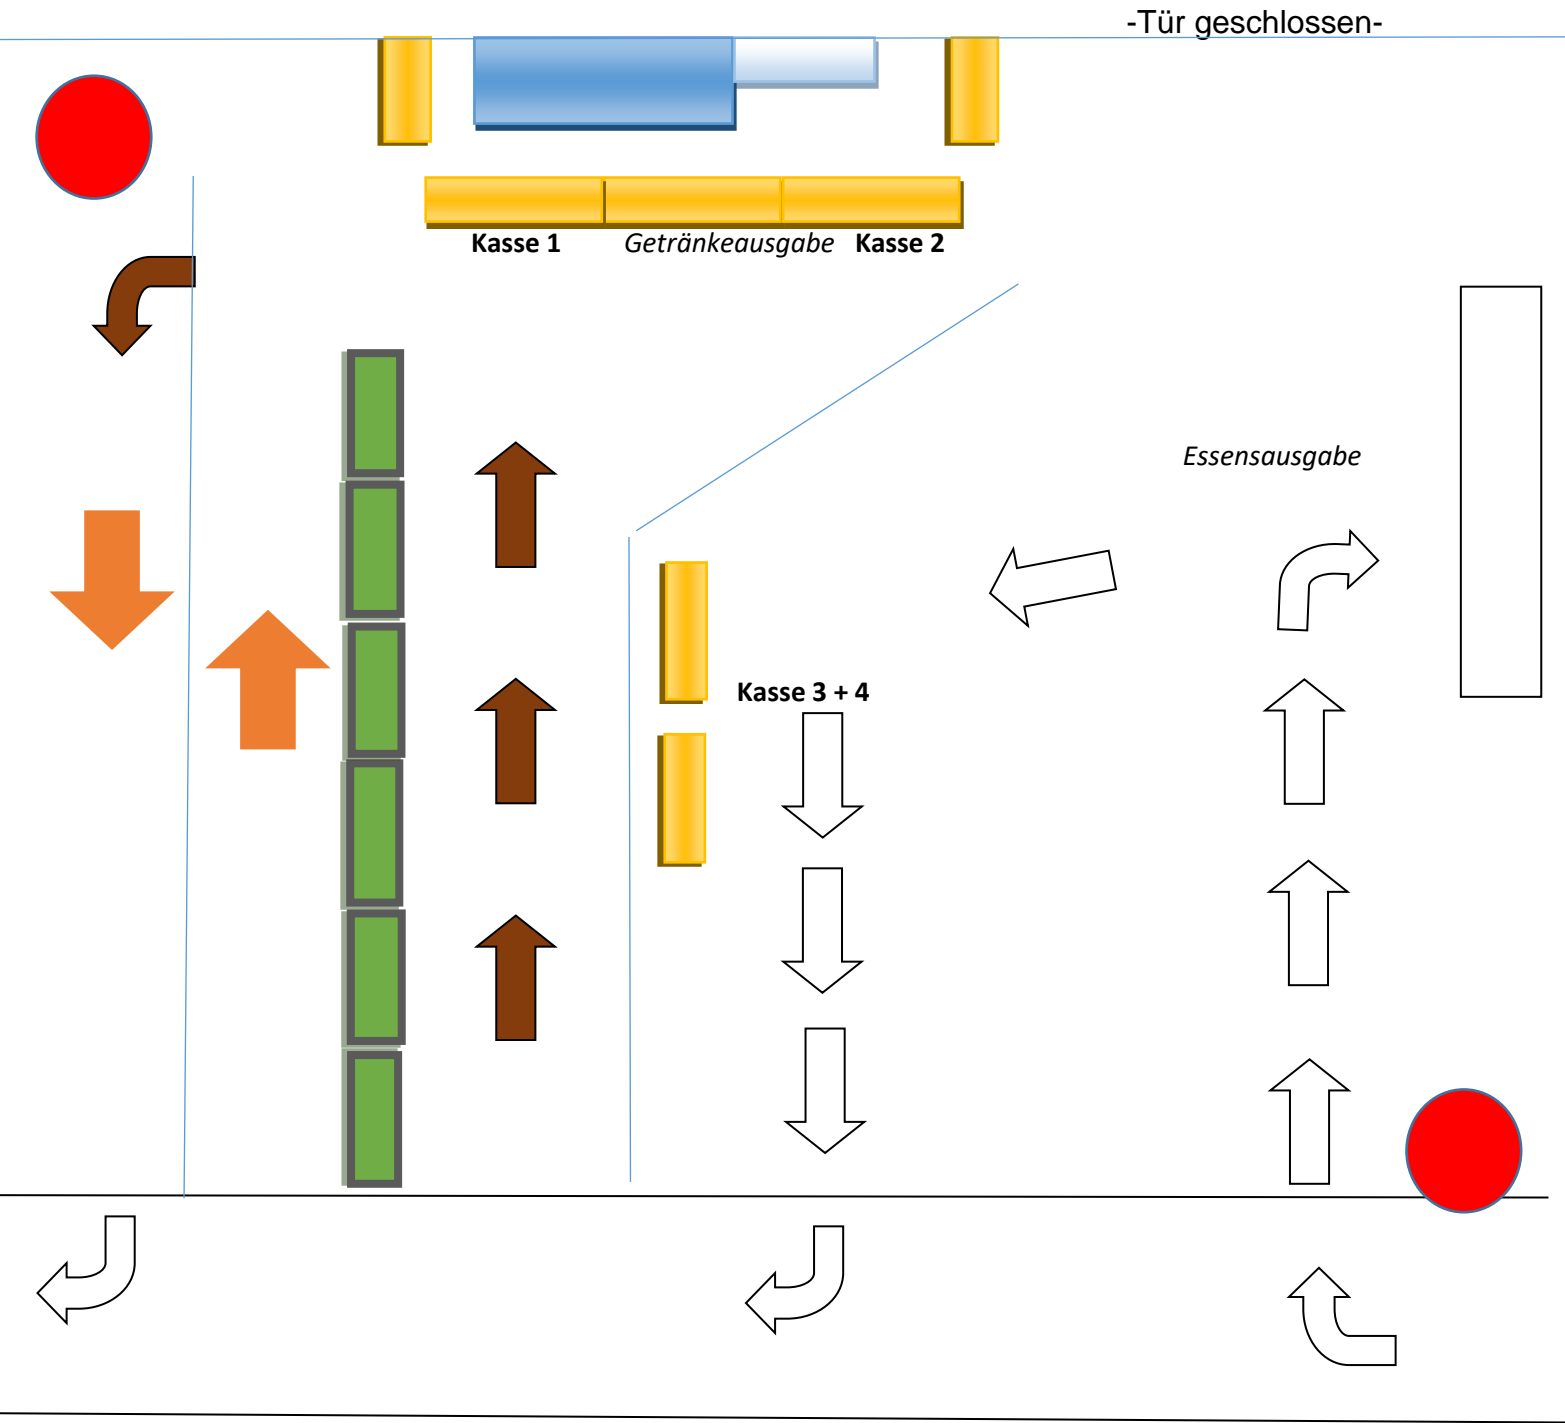 -Tür geschlossen-
Kasse 1 Getränkeausgabe Kasse 2
Essensausgabe
Kasse 3 + 4